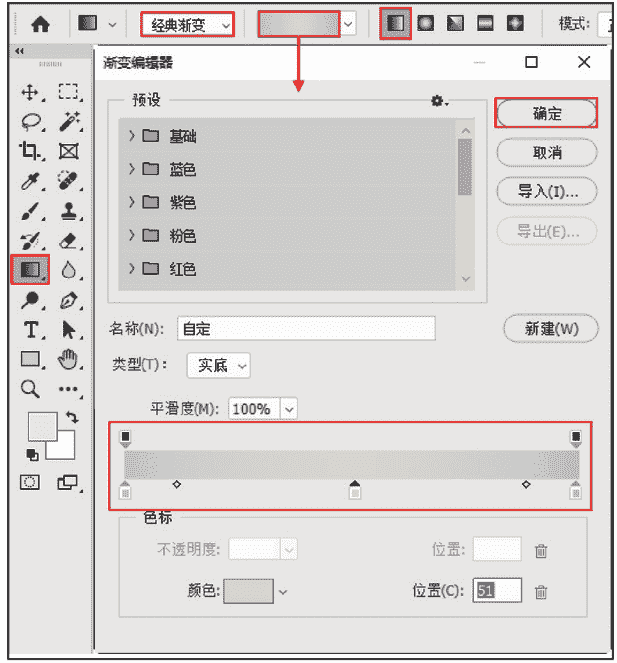 经典渐变
模式:
渐变编辑器
预设
基础
蓝色
紫色
粉色
红色
确定
取消
导入(I)...
导出(E)...
名称(N):
自定
新建(W)
类型(T):
实底
平滑度(M):
100%
色标
不透明度:
位置:
颜色:
位置(C):
51